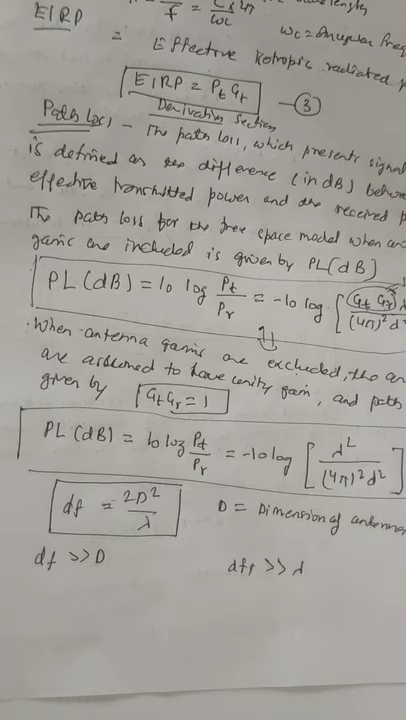 EIRP
f = ωc
ωc = Angular freq
=
Effective Isotropic radiated p
EIRP = Pt Gt —③
Derivation Section
Path loss, — The path loss, which presents signal
is defined as the difference (in dB) betwe
effective transmitted power and the received p
The path loss for the free space model when an
gains are included is given by PL(dB)
PL(dB) = 10 log Pt/Pr = -10 log [(Gt Gr) λ / (4π)² d²
When antenna gains are excluded, the an
are assumed to have unity gain, and path
given by GtGr = 1
PL(dB) = 10 log Pt/Pr = -10 log [λ² / (4π)² d²]
df = 2D²/λ D = Dimension of antenna
df >> D df, >> λ